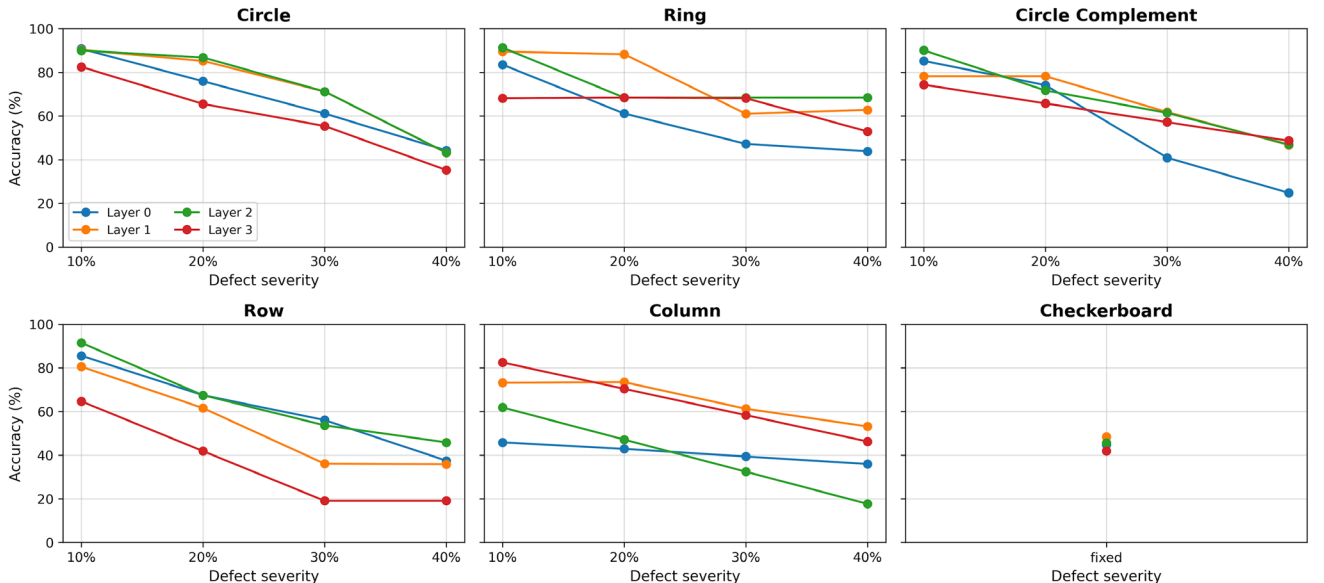 Circle
Ring
Circle Complement
Accuracy (%)
100
80
60
40
20
0
Layer 0
Layer 2
Layer 1
Layer 3
10%
20%
30%
40%
10%
20%
30%
40%
10%
20%
30%
40%
Defect severity
Defect severity
Defect severity
Row
Column
Checkerboard
Accuracy (%)
100
80
60
40
20
0
10%
20%
30%
40%
10%
20%
30%
40%
fixed
Defect severity
Defect severity
Defect severity